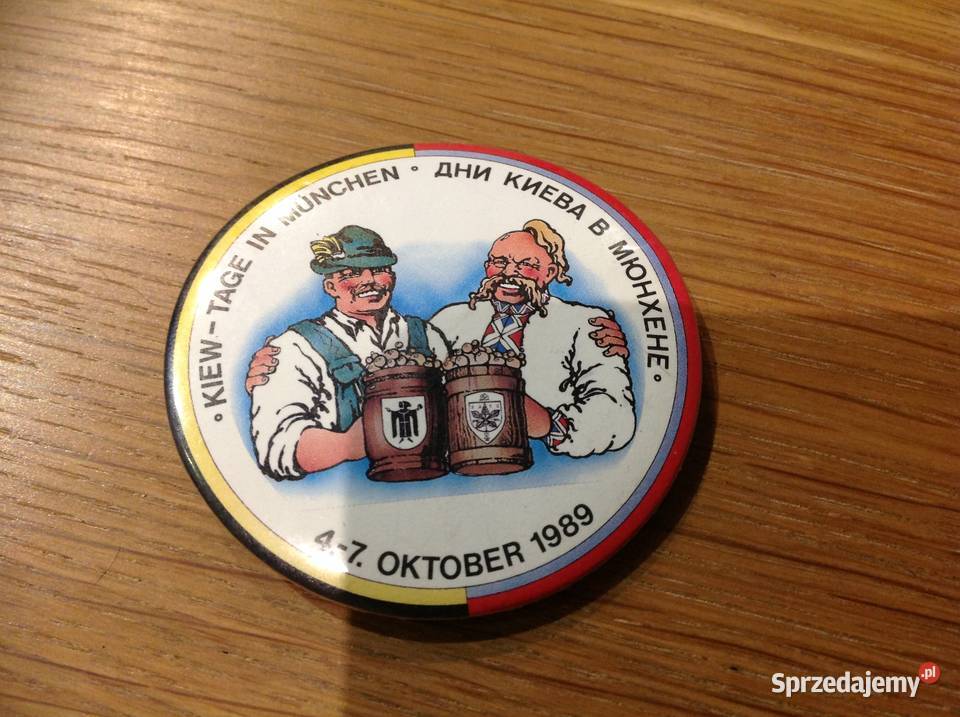 ° KIEW - TAGE IN MÜNCHEN ° ДНИ КИЕВА В МЮНХЕНЕ °
4.-7. OKTOBER 1989
Sprzedajemy.pl